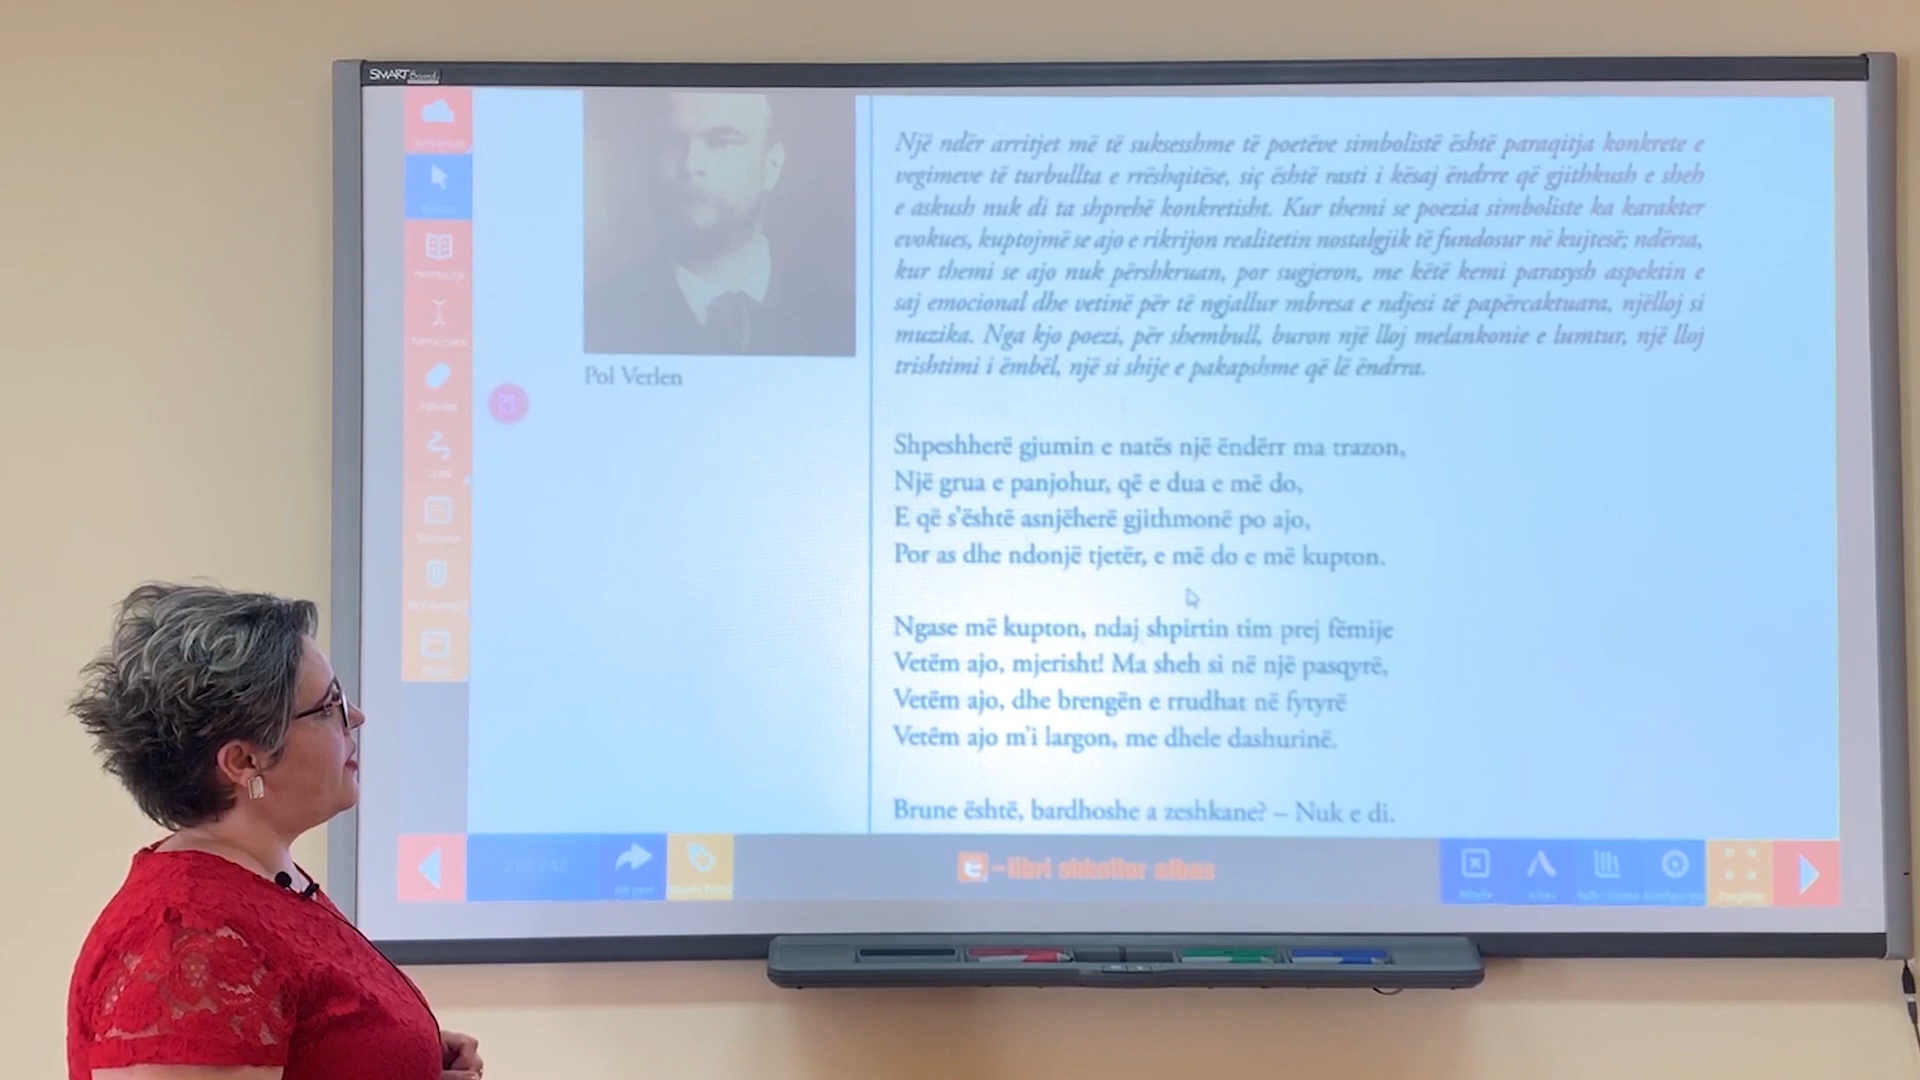 SMART Board
Një ndër arritjet më të suksesshme të poetëve simbolistë është paraqitja konkrete e
vegimeve të turbullta e rrëshqitëse, siç është rasti i kësaj ëndrre që gjithkush e sheh
e askush nuk di ta shprehë konkretisht. Kur themi se poezia simboliste ka karakter
evokues, kuptojmë se ajo e rikrijon realitetin nostalgjik të fundosur në kujtesë; ndërsa,
kur themi se ajo nuk përshkruan, por sugjeron, me këtë kemi parasysh aspektin e
saj emocional dhe vetinë për të ngjallur mbresa e ndjesi të papërcaktuara, njëlloj si
muzika. Nga kjo poezi, për shembull, buron një lloj melankonie e lumtur, një lloj
trishtimi i ëmbël, një si shije e pakapshme që lë ëndrra.
Pol Verlen
Shpeshherë gjumin e natës një ëndërr ma trazon,
Një grua e panjohur, që e dua e më do,
E që s'është asnjëherë gjithmonë po ajo,
Por as dhe ndonjë tjetër, e më do e më kupton.
Ngase më kupton, ndaj shpirtin tim prej fëmije
Vetëm ajo, mjerisht! Ma sheh si në një pasqyrë,
Vetëm ajo, dhe brengën e rrudhat në fytyrë
Vetëm ajo m'i largon, me dhele dashurinë.
Brune është, bardhoshe a zeshkane? – Nuk e di.
216/242
-libri shkollor albas